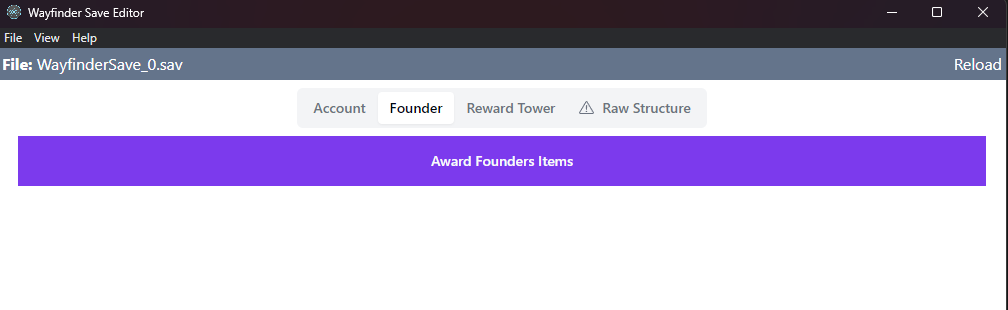 Wayfinder Save Editor
File View Help
File: WayfinderSave_0.sav Reload
Account Founder Reward Tower Raw Structure
Award Founders Items